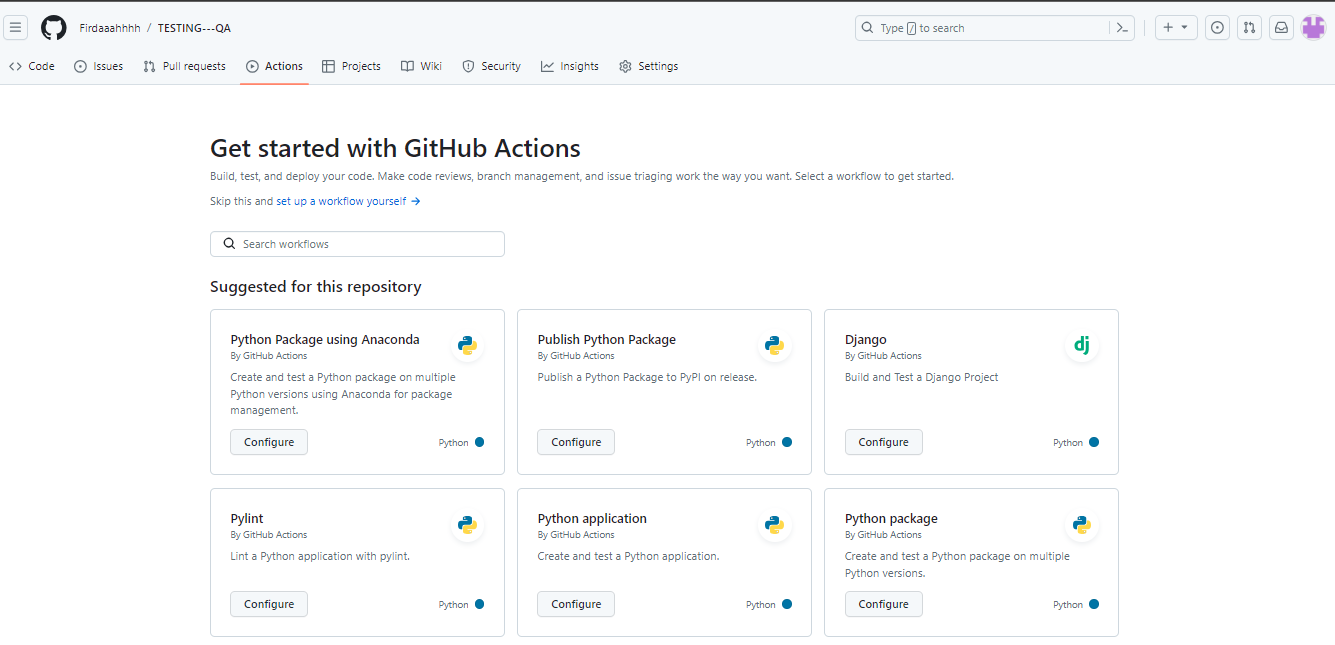 Firdaaahhhh / TESTING---QA
Type / to search
Code Issues Pull requests Actions Projects Wiki Security Insights Settings
Get started with GitHub Actions
Build, test, and deploy your code. Make code reviews, branch management, and issue triaging work the way you want. Select a workflow to get started.
Skip this and set up a workflow yourself →
Search workflows
Suggested for this repository
Python Package using Anaconda
By GitHub Actions
Create and test a Python package on multiple
Python versions using Anaconda for package
management.
Configure
Python
Publish Python Package
By GitHub Actions
Publish a Python Package to PyPI on release.
Configure
Python
Django
By GitHub Actions
Build and Test a Django Project
dj
Configure
Python
Pylint
By GitHub Actions
Lint a Python application with pylint.
Configure
Python
Python application
By GitHub Actions
Create and test a Python application.
Configure
Python
Python package
By GitHub Actions
Create and test a Python package on multiple
Python versions.
Configure
Python